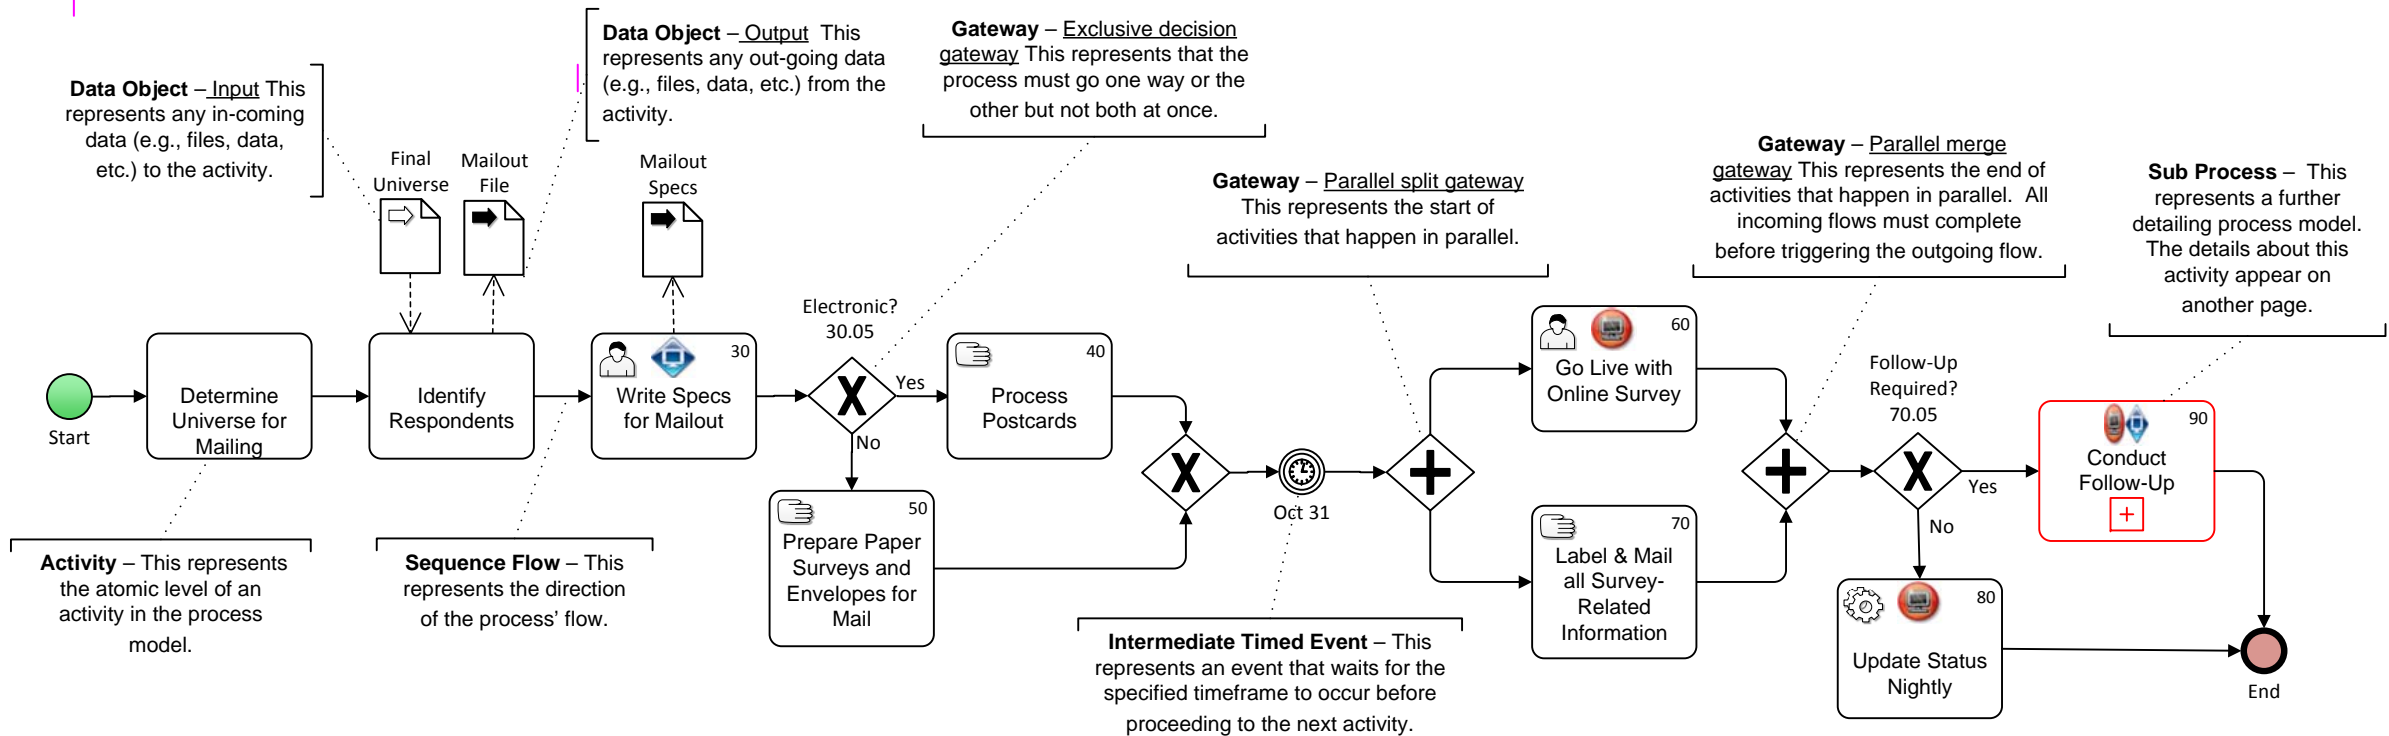 Data Object – Input This
represents any in-coming
data (e.g., files, data,
etc.) to the activity.
Data Object – Output  This
represents any out-going data
(e.g., files, data, etc.) from the
activity.
Gateway – Exclusive decision
gateway This represents that the
process must go one way or the
other but not both at once.
Gateway – Parallel split gateway
This represents the start of
activities that happen in parallel.
Gateway – Parallel merge
gateway This represents the end of
activities that happen in parallel.  All
incoming flows must complete
before triggering the outgoing flow.
Sub Process –  This
represents a further
detailing process model.
The details about this
activity appear on
another page.
Final
Universe
Mailout
File
Mailout
Specs
Start
Determine
Universe for
Mailing
Identify
Respondents
30
Write Specs
for Mailout
Electronic?
30.05
X
Yes
No
40
Process
Postcards
50
Prepare Paper
Surveys and
Envelopes for
Mail
X
Oct 31
60
Go Live with
Online Survey
70
Label & Mail
all Survey-
Related
Information
Follow-Up
Required?
70.05
X
Yes
No
90
Conduct
Follow-Up
80
Update Status
Nightly
End
Activity – This represents
the atomic level of an
activity in the process
model.
Sequence Flow – This
represents the direction
of the process’ flow.
Intermediate Timed Event – This
represents an event that waits for the
specified timeframe to occur before
proceeding to the next activity.